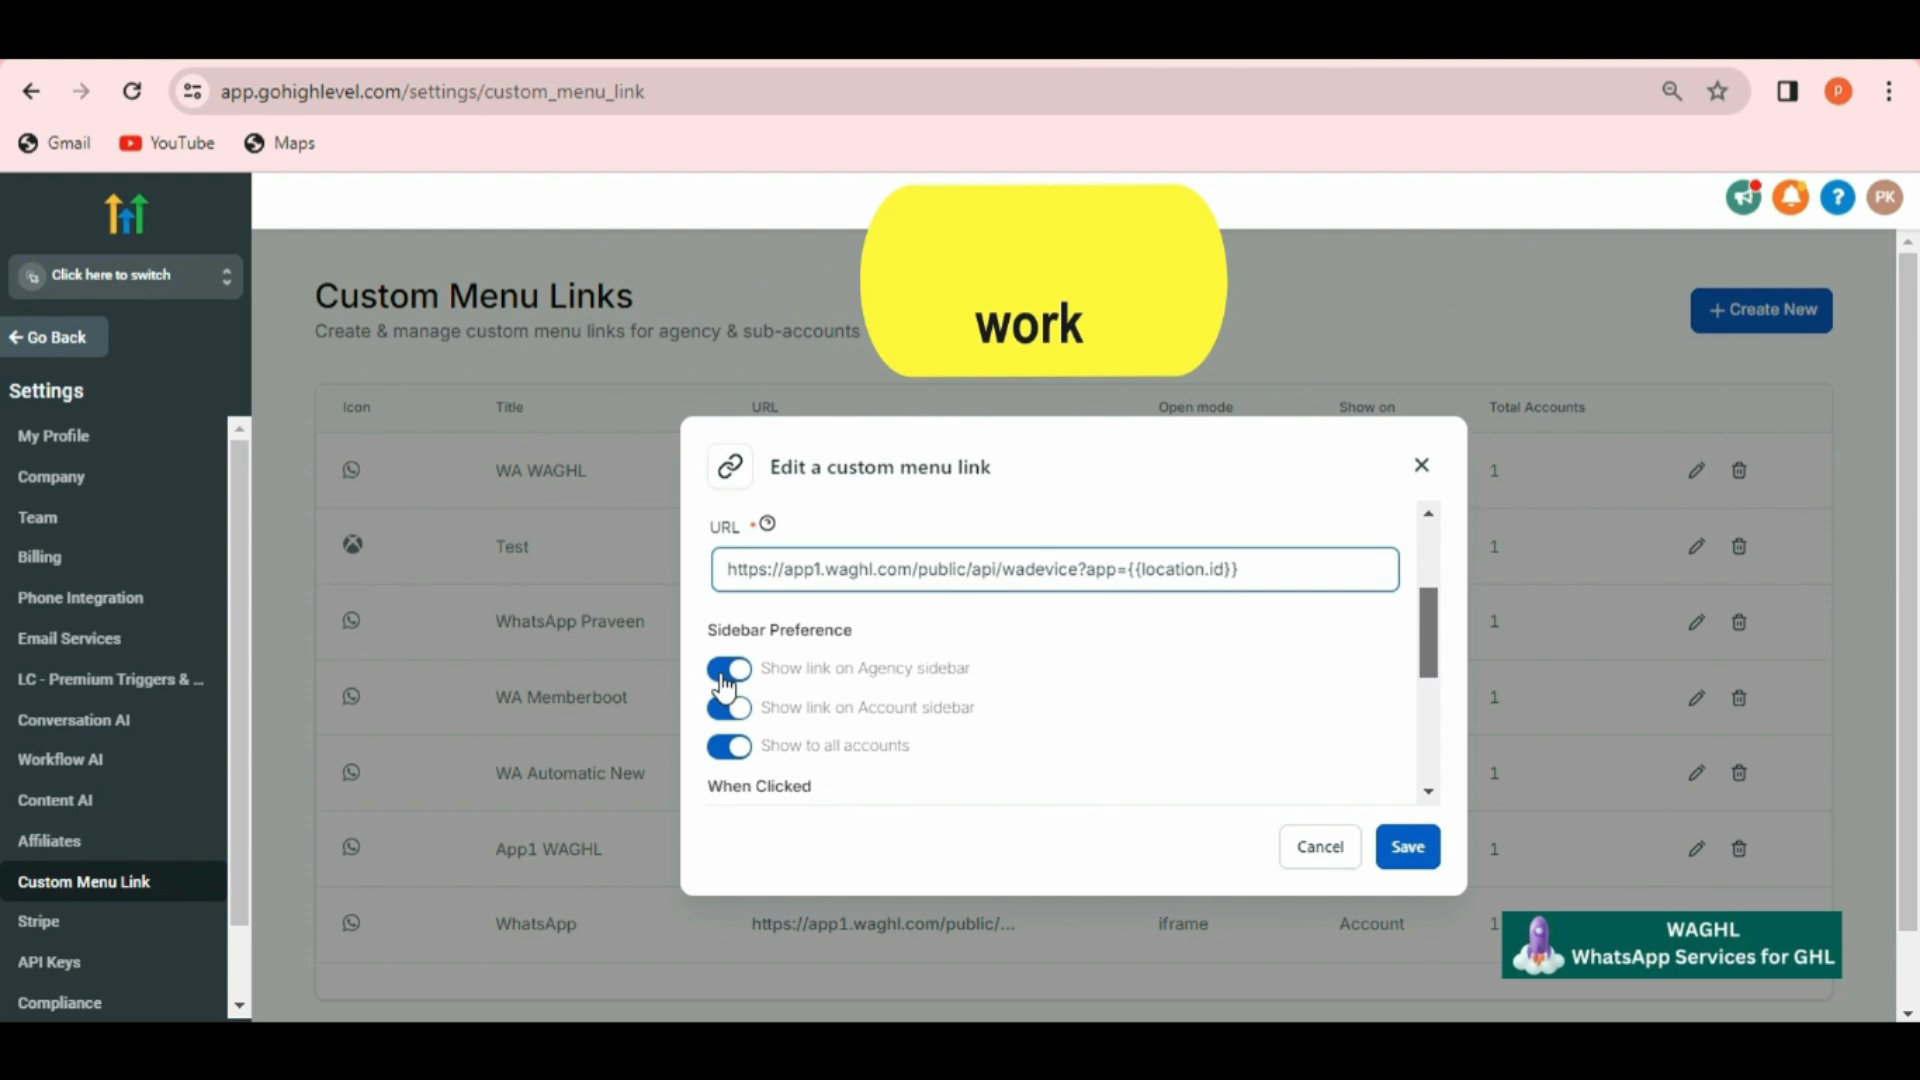 app.gohighlevel.com/settings/custom_menu_link
P
Gmail
YouTube
Maps
PK
Click here to switch
Go Back
Settings
My Profile
Company
Team
Billing
Phone Integration
Email Services
LC - Premium Triggers & ...
Conversation AI
Workflow AI
Content AI
Affiliates
Custom Menu Link
Stripe
API Keys
Compliance
work
Custom Menu Links
Create & manage custom menu links for agency & sub-accounts
+ Create New
Icon Title URL Open mode Show on Total Accounts
WA WAGHL 1
Test 1
WhatsApp Praveen 1
WA Memberboot 1
WA Automatic New 1
App1 WAGHL 1
WhatsApp https://app1.waghl.com/public/... iframe Account 1
Edit a custom menu link
URL *
https://app1.waghl.com/public/api/wadevice?app={{location.id}}
Sidebar Preference
Show link on Agency sidebar
Show link on Account sidebar
Show to all accounts
When Clicked
Cancel
Save
WAGHL
WhatsApp Services for GHL